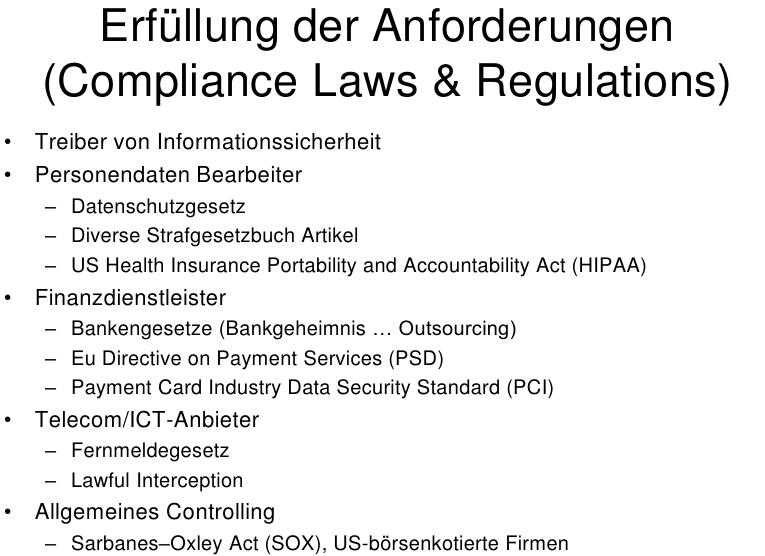 Erfüllung der Anforderungen
(Compliance Laws & Regulations)
• Treiber von Informationssicherheit
• Personendaten Bearbeiter
– Datenschutzgesetz
– Diverse Strafgesetzbuch Artikel
– US Health Insurance Portability and Accountability Act (HIPAA)
• Finanzdienstleister
– Bankengesetze (Bankgeheimnis … Outsourcing)
– Eu Directive on Payment Services (PSD)
– Payment Card Industry Data Security Standard (PCI)
• Telecom/ICT-Anbieter
– Fernmeldegesetz
– Lawful Interception
• Allgemeines Controlling
– Sarbanes–Oxley Act (SOX), US-börsenkotierte Firmen